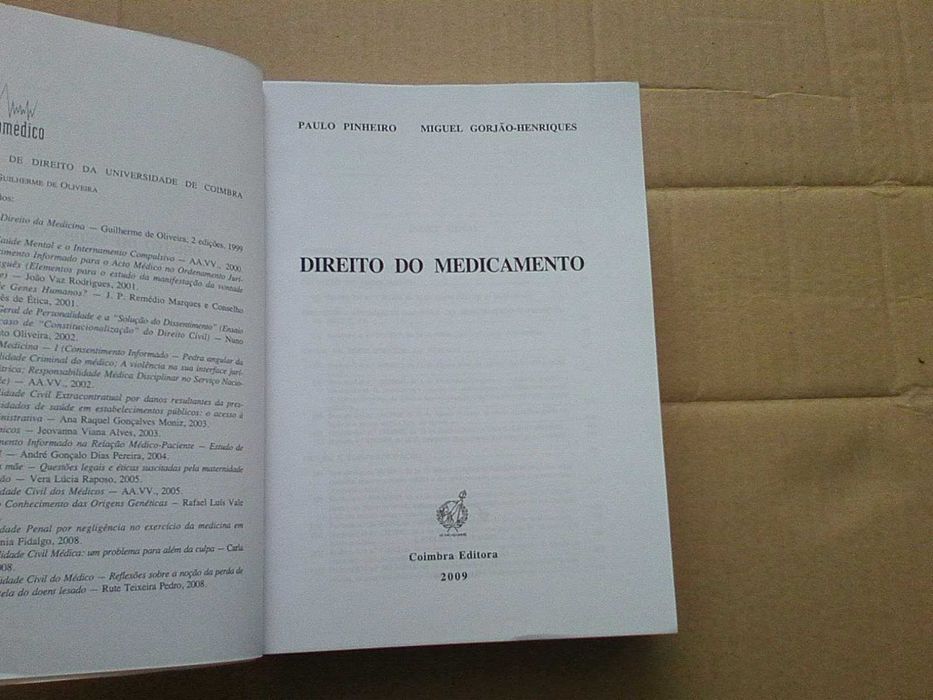 omédico
DE DIREITO DA UNIVERSIDADE DE COIMBRA
GUILHERME DE OLIVEIRA
Direito da Medicina — Guilherme de Oliveira; 2 edições, 1999
Saúde Mental e o Internamento Compulsivo — AA.VV., 2000.
timento Informado para o Acto Médico no Ordenamento Jurí-
guês (Elementos para o estudo da manifestação da vontade
— João Vaz Rodrigues, 2001.
de Genes Humanos? — J. P. Remédio Marques e Conselho
ês de Ética, 2001.
Geral de Personalidade e a "Solução do Dissentimento" (Ensaio
caso de "Constitucionalização" do Direito Civil) — Nuno
to Oliveira, 2002.
Medicina — I (Consentimento Informado — Pedra angular da
lidade Criminal do médico; A violência na sua interface jurí-
trica; Responsabilidade Médica Disciplinar no Serviço Nacio-
— AA.VV., 2002.
lidade Civil Extracontratual por danos resultantes da pres-
idados de saúde em estabelecimentos públicos: o acesso à
inistrativa — Ana Raquel Gonçalves Moniz, 2003.
nicos — Jeovanna Viana Alves, 2003.
mento Informado na Relação Médico-Paciente — Estudo de
— André Gonçalo Dias Pereira, 2004.
mãe — Questões legais e éticas suscitadas pela maternidade
ão — Vera Lúcia Raposo, 2005.
dade Civil dos Médicos — AA.VV., 2005.
Conhecimento das Origens Genéticas — Rafael Luís Vale
dade Penal por negligência no exercício da medicina em
nia Fidalgo, 2008.
lidade Civil Médica: um problema para além da culpa — Carla
008.
idade Civil do Médico — Reflexões sobre a noção da perda de
tela do doente lesado — Rute Teixeira Pedro, 2008.
PAULO PINHEIRO MIGUEL GORJÃO-HENRIQUES
DIREITO DO MEDICAMENTO
Coimbra Editora
2009